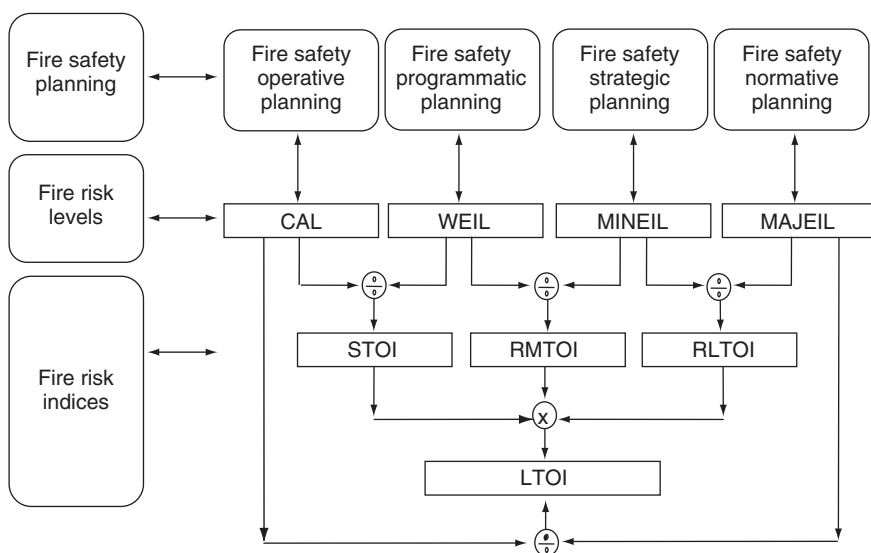 Fire safety
planning
Fire safety
operative
planning
Fire safety
programmatic
planning
Fire safety
strategic
planning
Fire safety
normative
planning
Fire risk
levels
CAL
WEIL
MINEIL
MAJEIL
÷
÷
÷
Fire risk
indices
STOI
RMTOI
RLTOI
x
LTOI
÷